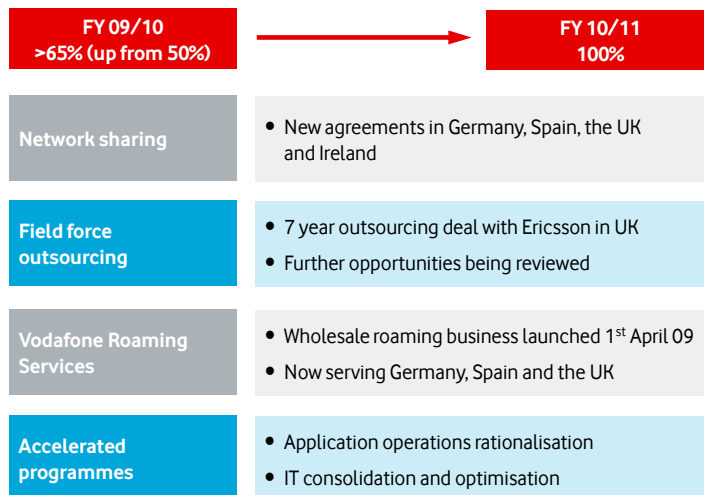 FY 09/10
>65% (up from 50%)
FY 10/11
100%
Network sharing
• New agreements in Germany, Spain, the UK
and Ireland
Field force
outsourcing
• 7 year outsourcing deal with Ericsson in UK
• Further opportunities being reviewed
Vodafone Roaming
Services
• Wholesale roaming business launched 1st April 09
• Now serving Germany, Spain and the UK
Accelerated
programmes
• Application operations rationalisation
• IT consolidation and optimisation